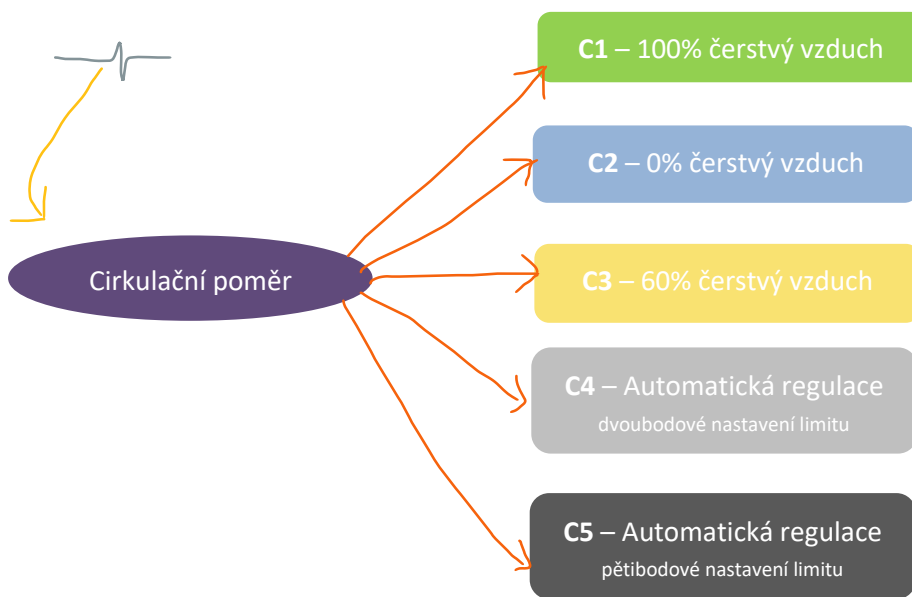 C1 – 100% čerstvý vzduch
C2 – 0% čerstvý vzduch
Cirkulační poměr
C3 – 60% čerstvý vzduch
C4 – Automatická regulace
dvoubodové nastavení limitu
C5 – Automatická regulace
pětibodové nastavení limitu